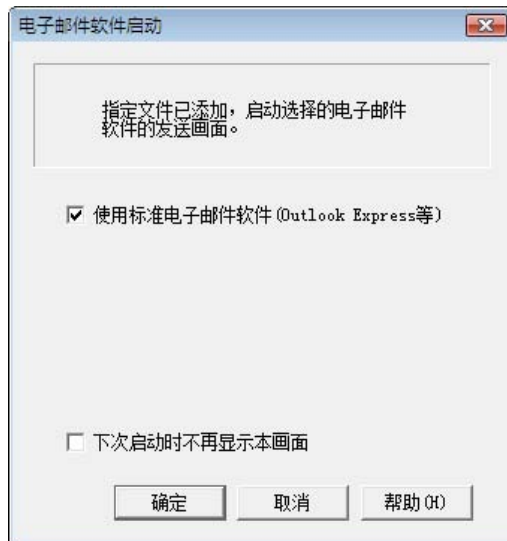 电子邮件软件启动
指定文件已添加，启动选择的电子邮件
软件的发送画面。
使用标准电子邮件软件(Outlook Express等)
下次启动时不再显示本画面
确定
取消
帮助(H)